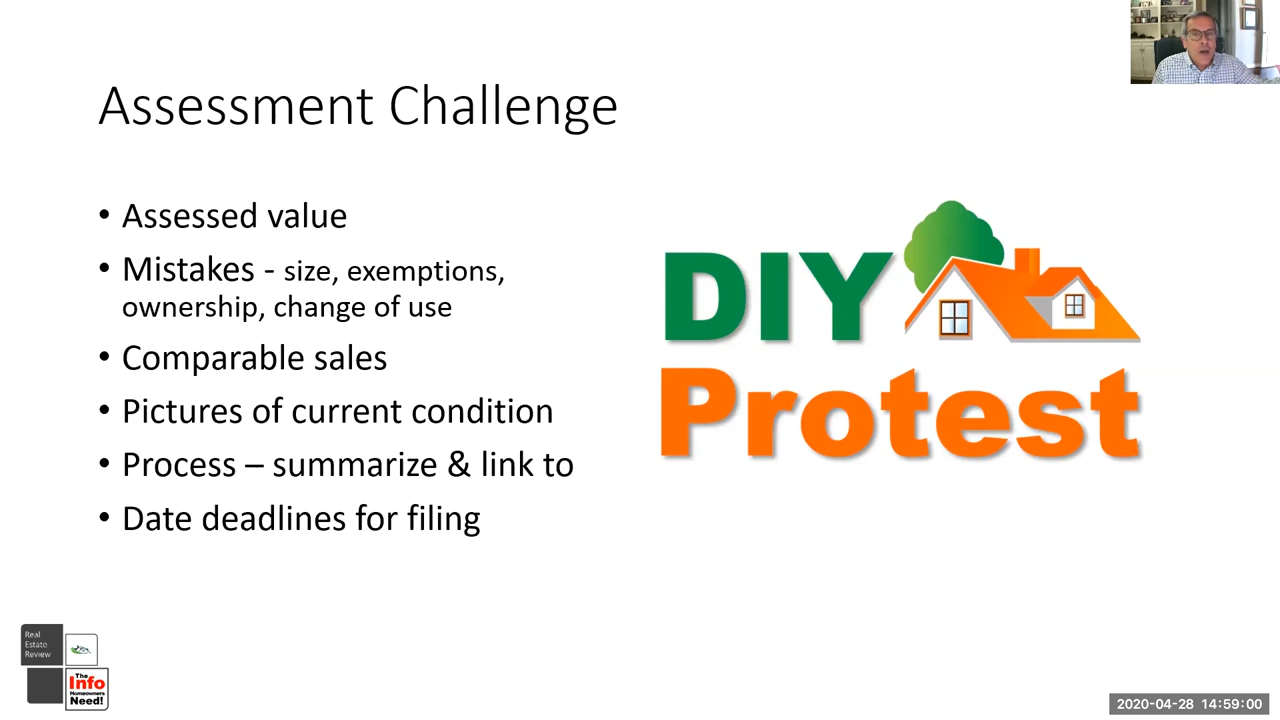 Assessment Challenge
• Assessed value
• Mistakes - size, exemptions,
ownership, change of use
• Comparable sales
• Pictures of current condition
• Process – summarize & link to
• Date deadlines for filing
DIY
Protest
Real
Estate
Review
The
Info
Homeowners
Need!
2020-04-28 14:59:00